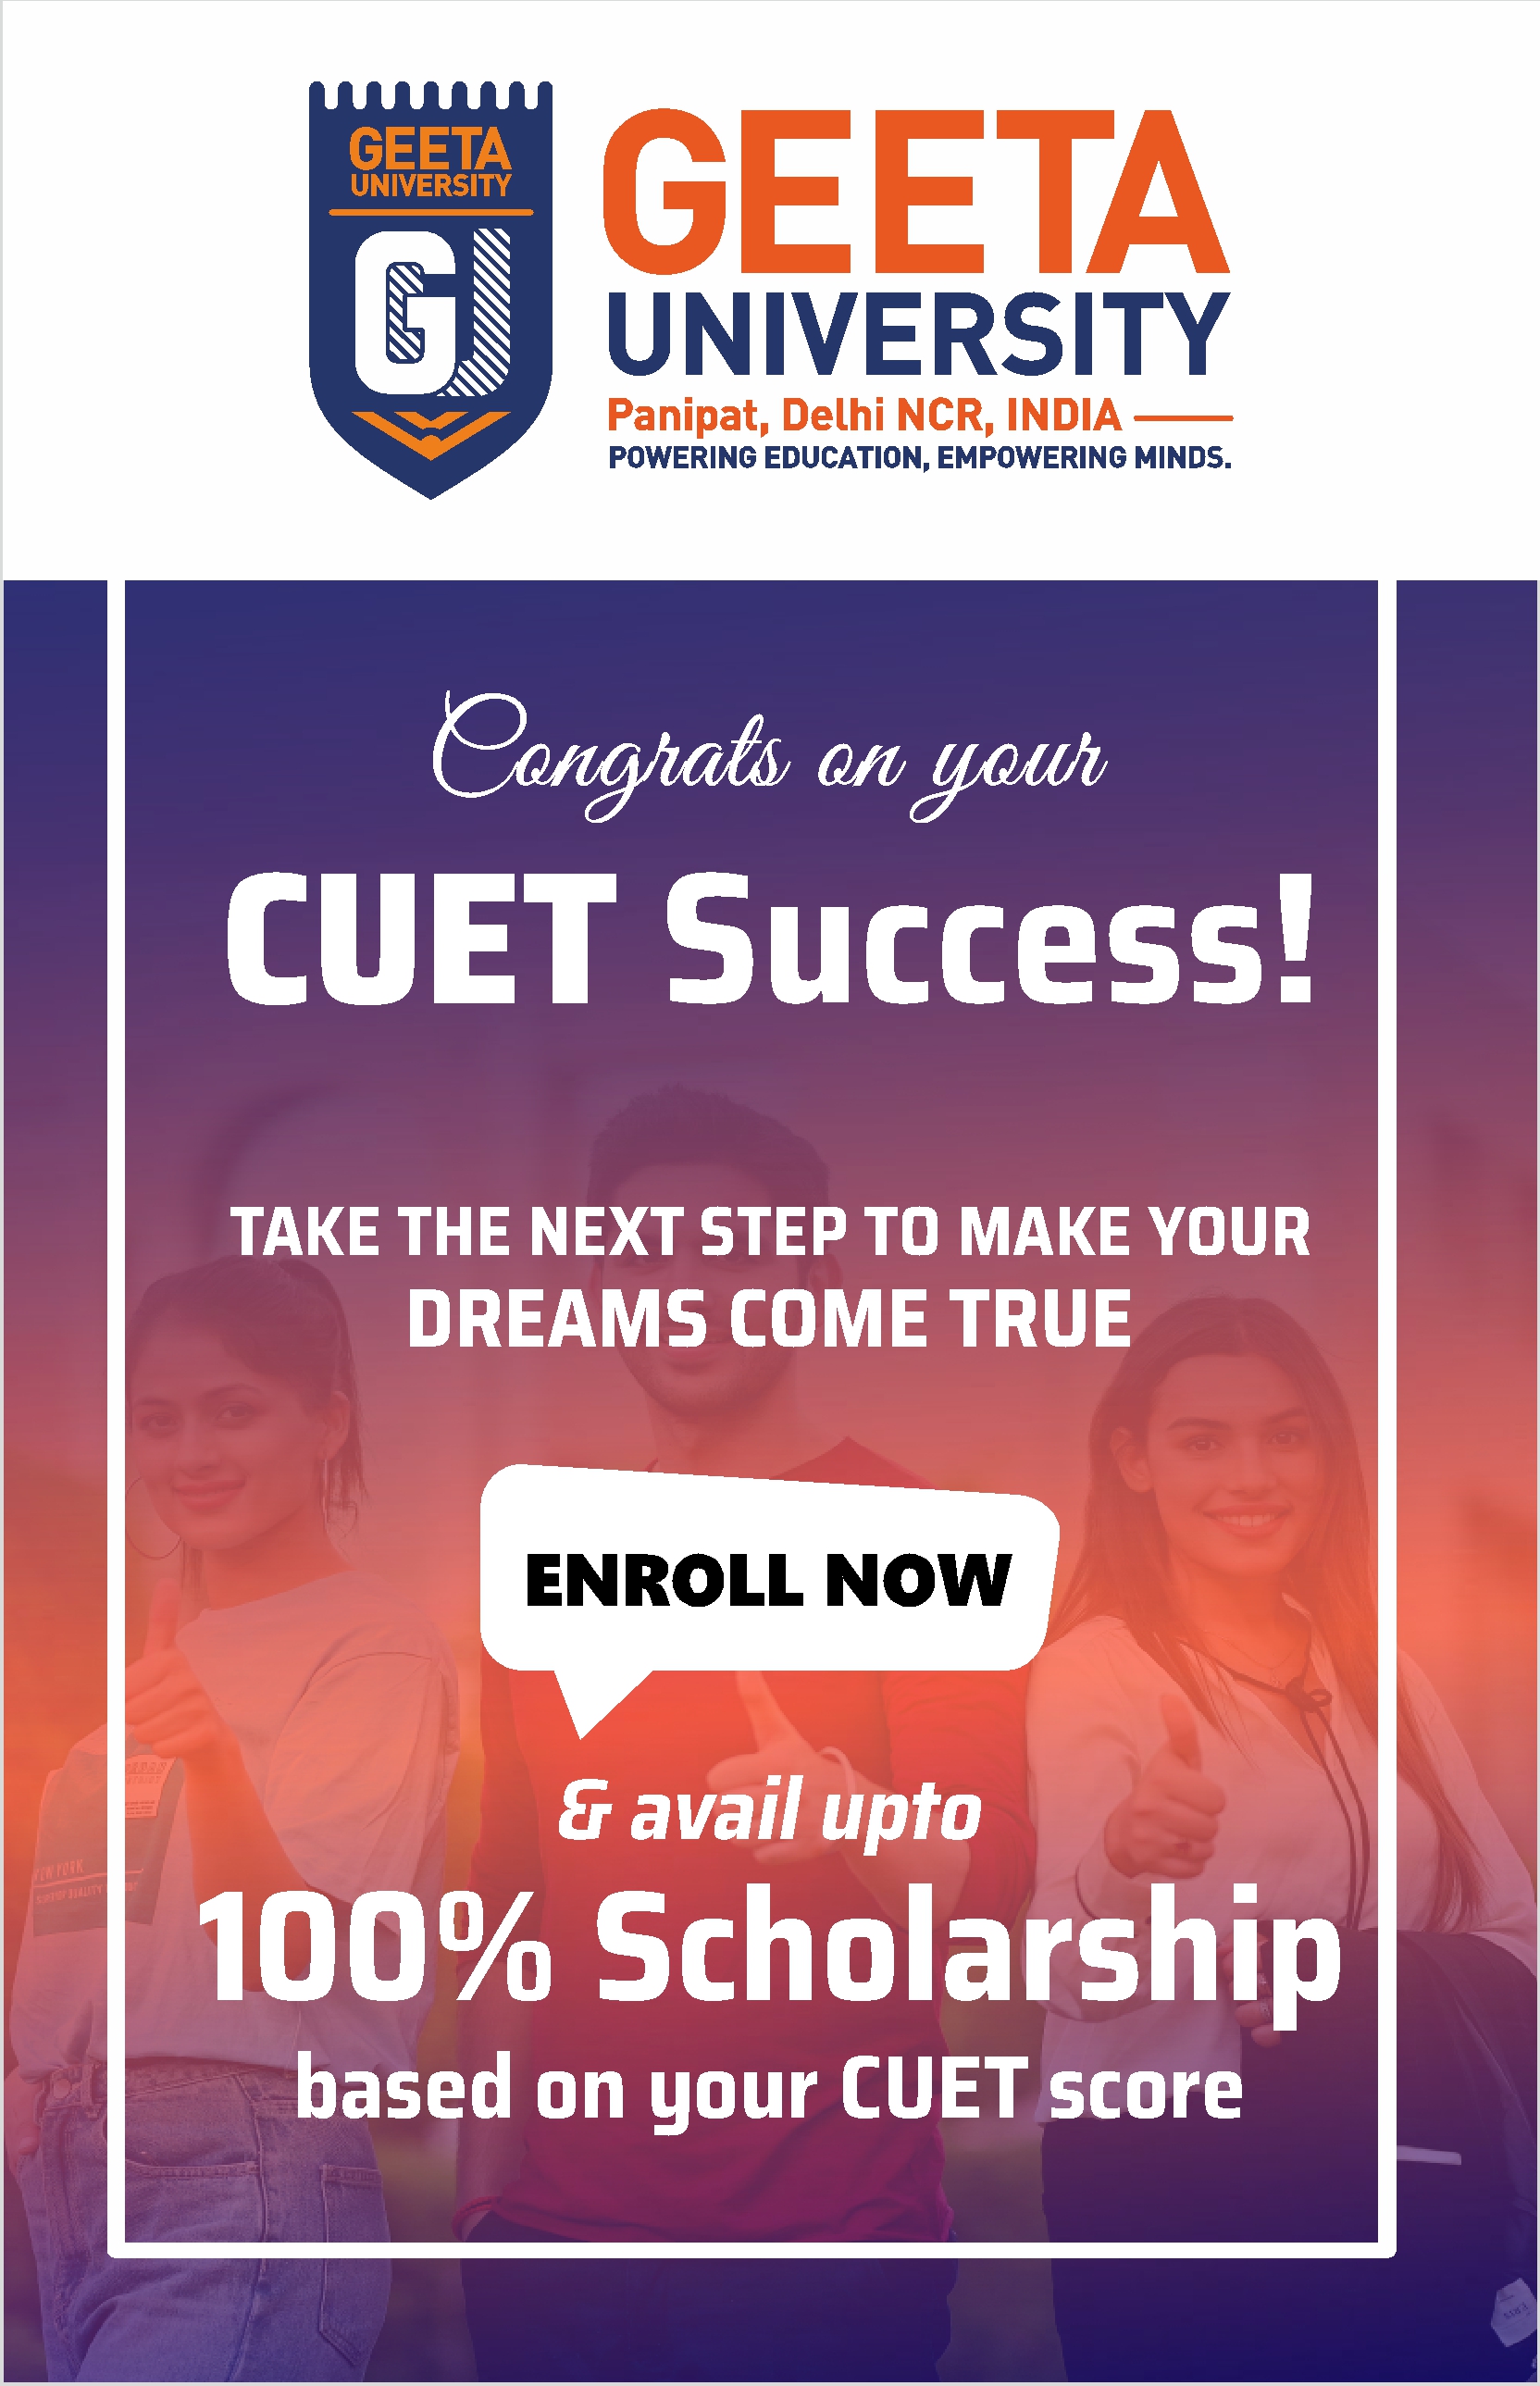 GEETA
UNIVERSITY
GU
GEETA
UNIVERSITY
Panipat, Delhi NCR, INDIA
POWERING EDUCATION, EMPOWERING MINDS.
Congrats on your
CUET Success!
TAKE THE NEXT STEP TO MAKE YOUR
DREAMS COME TRUE
ENROLL NOW
& avail upto
100% Scholarship
based on your CUET score